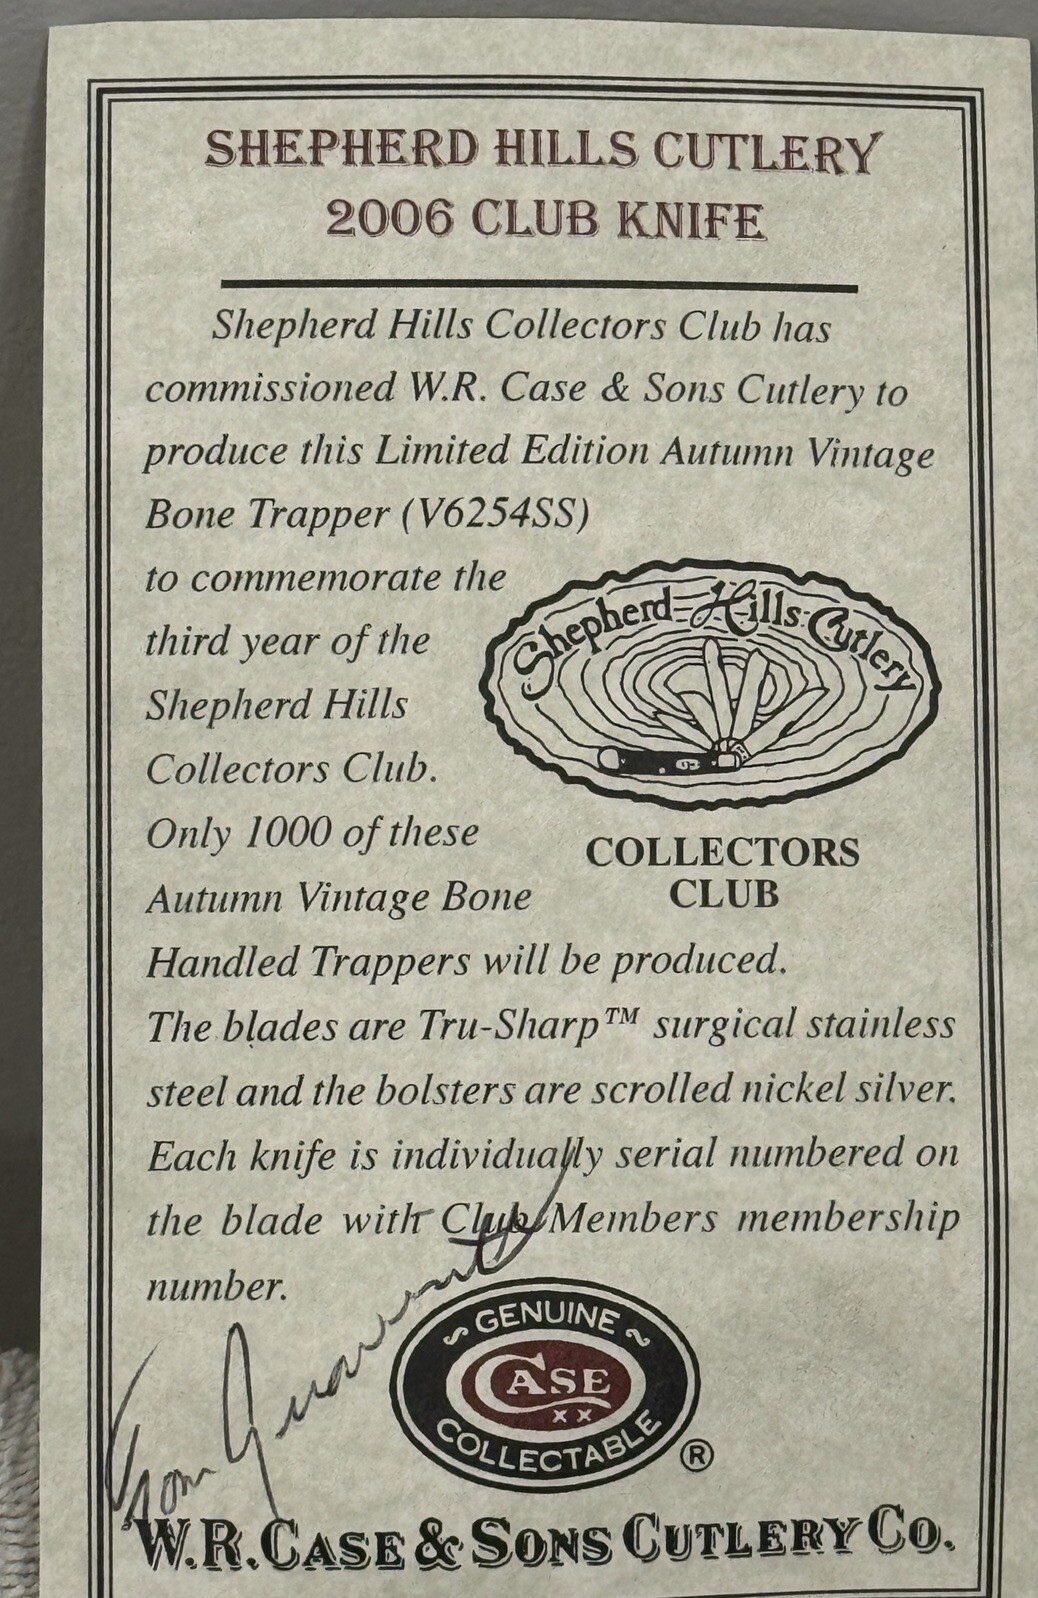 SHEPHERD HILLS CUTLERY
2006 CLUB KNIFE
Shepherd Hills Collectors Club has
commissioned W.R. Case & Sons Cutlery to
produce this Limited Edition Autumn Vintage
Bone Trapper (V6254SS)
to commemorate the
third year of the
Shepherd Hills
Collectors Club.
Only 1000 of these
Autumn Vintage Bone
Handled Trappers will be produced.
The blades are Tru-Sharp™ surgical stainless
steel and the bolsters are scrolled nickel silver.
Each knife is individually serial numbered on
the blade with Club Members membership
number.
Shepherd Hills Cutlery
COLLECTORS
CLUB
Tom
GENUINE
CASE
XX
COLLECTABLE
®
W.R. CASE & SONS CUTLERY CO.